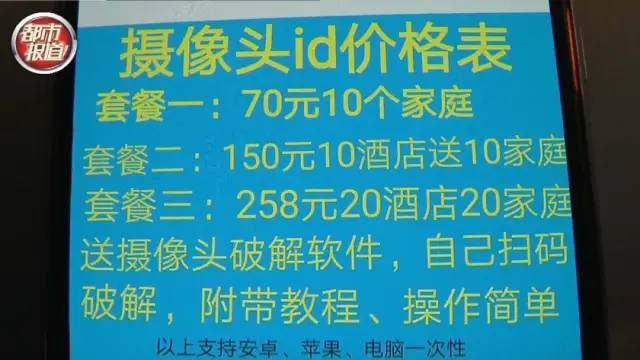 都市
报道
摄像头id价格表
套餐一：70元10个家庭
套餐二：150元10酒店送10家庭
套餐三：258元20酒店20家庭
送摄像头破解软件，自己扫码
破解，附带教程、操作简单
以上支持安卓、苹果、电脑一次性